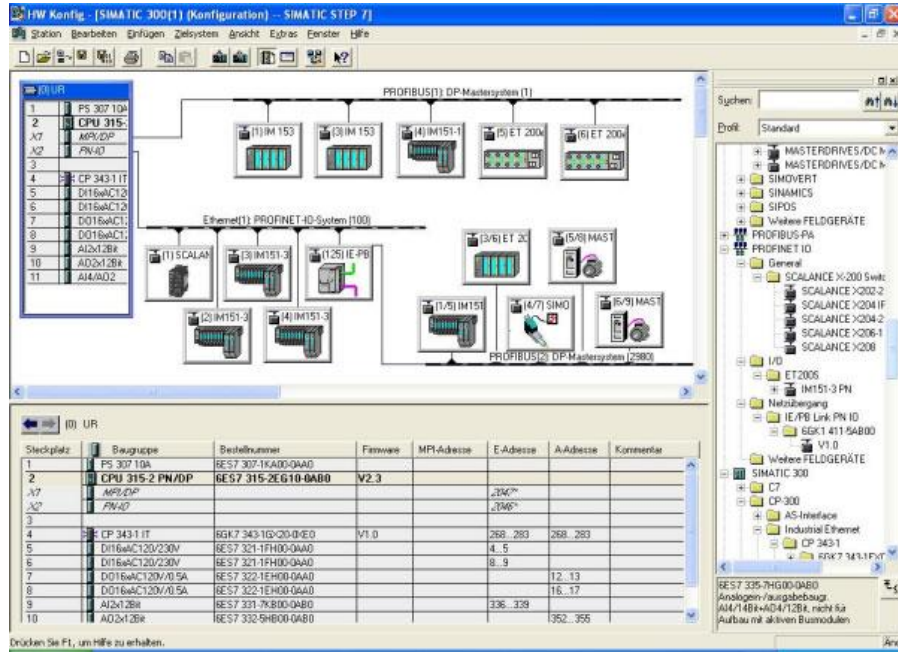 HW Konfig - [SIMATIC 300(1) (Konfiguration) -- SIMATIC STEP 7]
Station Bearbeiten Einfügen Zielsystem Ansicht Extras Fenster Hilfe
(0) UR
1 PS 307 10A
2 CPU 315-
X1 MPI/DP
X2 PN-IO
3
4 CP 343-1 IT
5 DI16xAC12
6 DI16xAC12
7 DO16xAC1
8 DO16xAC1
9 AI2x12Bit
10 AO2x12Bit
11 AI4/AO2
PROFIBUS(1): DP-Mastersystem (1)
(1) IM 153
(3) IM 153
(4) IM151-1
(5) ET 200
(6) ET 200
Ethernet(1): PROFINET-IO-System (100)
(1) SCALAN
(3) IM151-3
(125) IE-PB
(2) IM151-3
(4) IM151-3
(3/6) ET 20
(5/8) MAST
(1/5) IM151
(4/7) SIMO
(6/9) MAST
PROFIBUS(2): DP-Mastersystem (2980)
Suchen:
Profil: Standard
MASTERDRIVES/DC M
MASTERDRIVES/DC M
SIMOVERT
SINAMICS
SIPOS
Weitere FELDGERÄTE
PROFIBUS-PA
PROFINET IO
General
SCALANCE X-200 Switc
SCALANCE X202-2
SCALANCE X204 IR
SCALANCE X204-2
SCALANCE X206-1
SCALANCE X208
I/O
ET200S
IM151-3 PN
Netzübergang
IE/PB Link PN IO
6GK1 411-5AB00
V1.0
Weitere FELDGERÄTE
SIMATIC 300
C7
CP-300
AS-Interface
Industrial Ethernet
CP 343-1
6GK7 343-1EX
6ES7 335-7HG00-0AB0
Analogein-/ausgabebaugr.
AI4/14Bit+AO4/12Bit, nicht für
Aufbau mit aktiven Busmodulen
(0) UR
Steckplatz Baugruppe Bestellnummer Firmware MPI-Adresse E-Adresse A-Adresse Kommentar
1 PS 307 10A 6ES7 307-1KA00-0AA0
2 CPU 315-2 PN/DP 6ES7 315-2EG10-0AB0 V2.3
X1 MPI/DP 2047*
X2 PN-IO 2046*
3
4 CP 343-1 IT 6GK7 343-1GX20-0XE0 V1.0 268...283 268...283
5 DI16xAC120/230V 6ES7 321-1FH00-0AA0 4...5
6 DI16xAC120/230V 6ES7 321-1FH00-0AA0 8...9
7 DO16xAC120V/0.5A 6ES7 322-1EH00-0AA0 12...13
8 DO16xAC120V/0.5A 6ES7 322-1EH00-0AA0 16...17
9 AI2x12Bit 6ES7 331-7KB00-0AB0 336...339
10 AO2x12Bit 6ES7 332-5HB00-0AB0 352...355
Drücken Sie F1, um Hilfe zu erhalten.